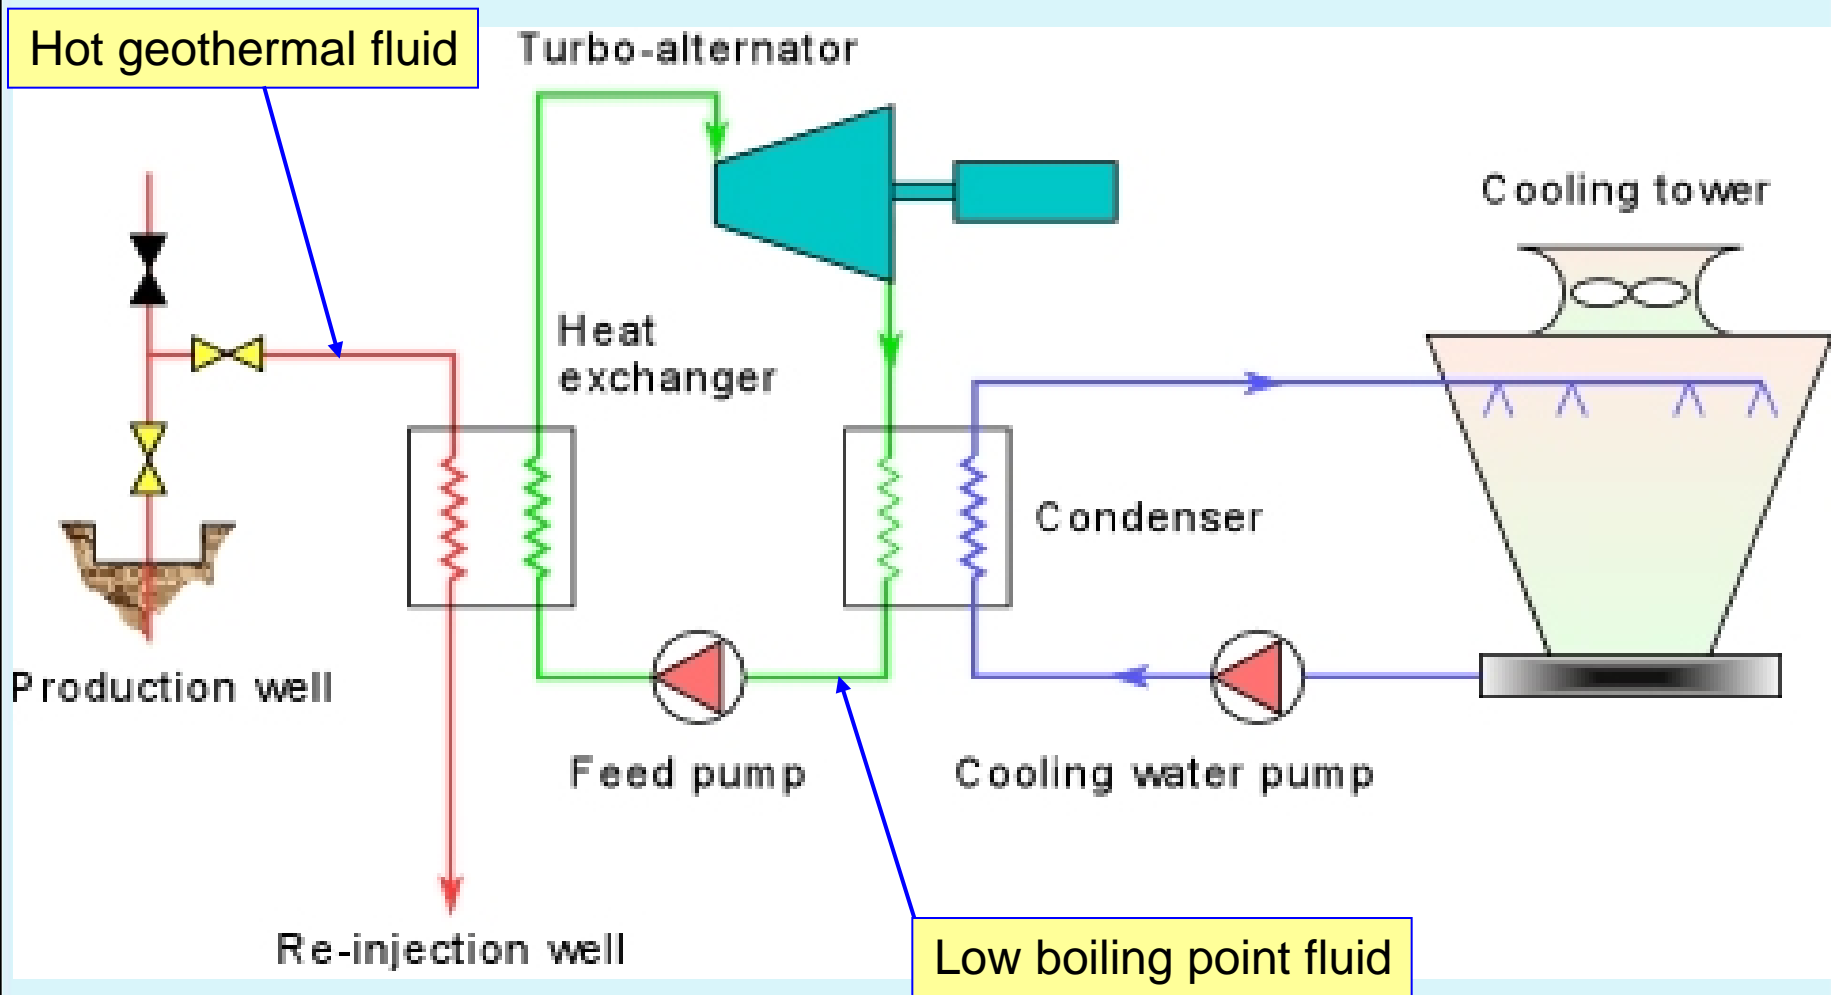 Hot geothermal fluid
Turbo-alternator
Cooling tower
Heat
exchanger
Condenser
Production well
Feed pump
Cooling water pump
Re-injection well
Low boiling point fluid